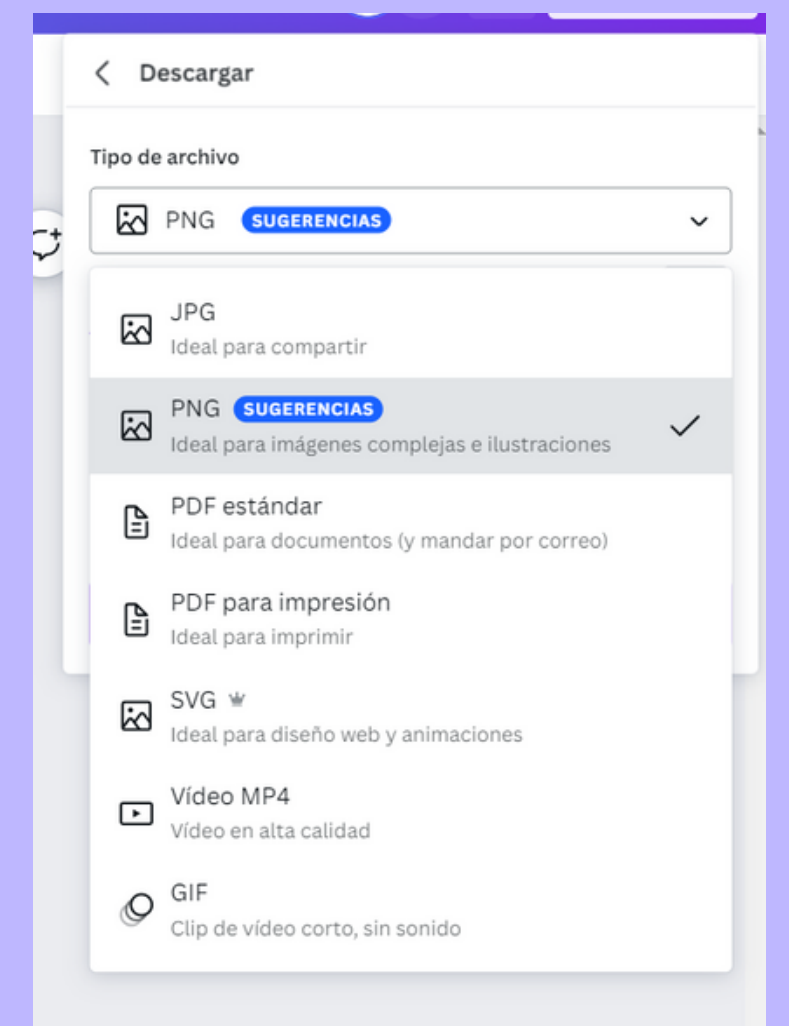 Descargar
Tipo de archivo
PNG SUGERENCIAS
JPG
Ideal para compartir
PNG SUGERENCIAS
Ideal para imágenes complejas e ilustraciones
PDF estándar
Ideal para documentos (y mandar por correo)
PDF para impresión
Ideal para imprimir
SVG
Ideal para diseño web y animaciones
Vídeo MP4
Vídeo en alta calidad
GIF
Clip de vídeo corto, sin sonido